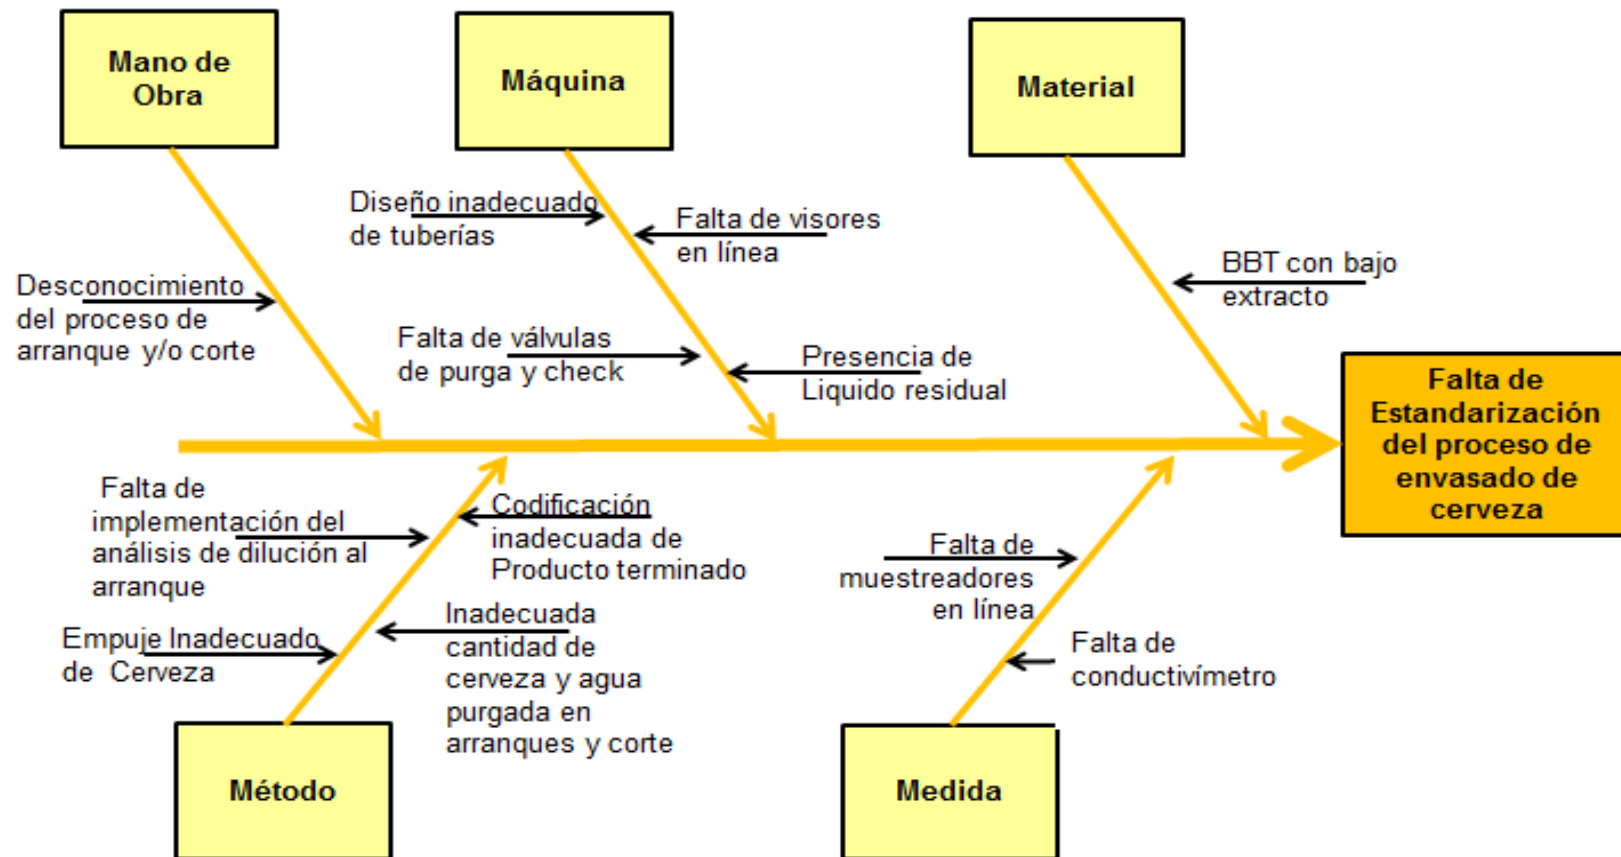 Mano de
Obra
Máquina
Material
Diseño inadecuado
de tuberías
Falta de visores
en línea
BBT con bajo
extracto
Desconocimiento
del proceso de
arranque y/o corte
Falta de válvulas
de purga y check
Presencia de
Liquido residual
Falta de
Estandarización
del proceso de
envasado de
cerveza
Falta de
implementación del
análisis de dilución al
arranque
Codificación
inadecuada de
Producto terminado
Falta de
muestreadores
en línea
Empuje Inadecuado
de Cerveza
Inadecuada
cantidad de
cerveza y agua
purgada en
arranques y corte
Falta de
conductivímetro
Método
Medida